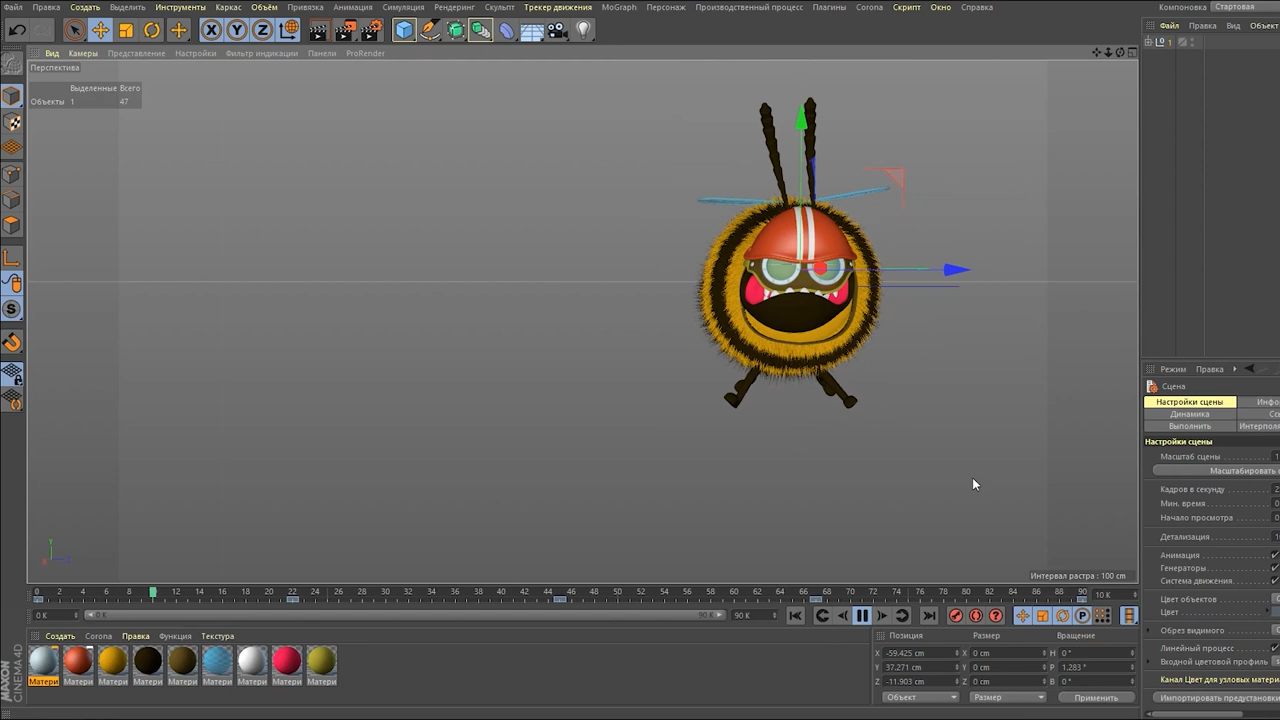 Файл Правка Создать Выделить Инструменты Каркас Объём Привязка Анимация Симуляция Рендеринг Скульпт Трекер движения MoGraph Персонаж Производственный процесс Плагины Corona Скрипт Окно Справка Компоновка Стартовая
Файл Правка Вид Объект
Вид Камеры Представление Настройки Фильтр индикации Панели ProRender
1
Перспектива
Выделенные Всего
Объекты 1 47
Режим Правка
Сцена
Настройки сцены
Динамика
Выполнить
Настройки сцены
Масштаб сцены
Масштабировать
Кадров в секунду
Мин. время
Начало просмотра
Детализация
Анимация
Генераторы
Система движения
Цвет объектов
Цвет
Обрез видимого
Линейный процесс
Входной цветовой профиль
Канал Цвет для узловых матери
Импортировать предустановки
Y
X
Интервал растра : 100 cm
0 2 4 6 8 12 14 16 18 20 22 24 26 28 30 32 34 36 38 40 42 44 46 48 50 52 54 56 58 60 62 64 66 68 70 72 74 76 78 80 82 84 86 88 90 10 K
0 K 0 K 90 K 90 K
Создать Corona Правка Функция Текстура
Матери Матери Матери Матери Матери Матери Матери Матери Матери
Позиция Размер Вращение
X -59.425 cm X 0 cm H 0 °
Y 37.271 cm Y 0 cm P 1.283 °
Z -11.903 cm Z 0 cm B 0 °
Объект Размер Применить
MAXON
CINEMA 4D